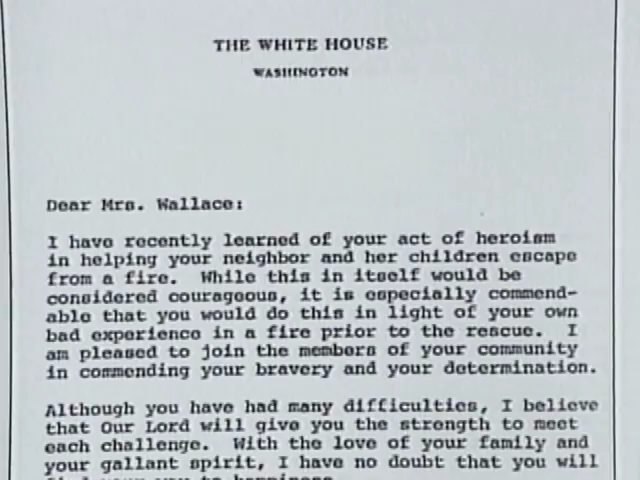 THE WHITE HOUSE
WASHINGTON
Dear Mrs. Wallace:
I have recently learned of your act of heroism
in helping your neighbor and her children escape
from a fire. While this in itself would be
considered courageous, it is especially commend-
able that you would do this in light of your own
bad experience in a fire prior to the rescue. I
am pleased to join the members of your community
in commending your bravery and your determination.
Although you have had many difficulties, I believe
that Our Lord will give you the strength to meet
each challenge. With the love of your family and
your gallant spirit, I have no doubt that you will